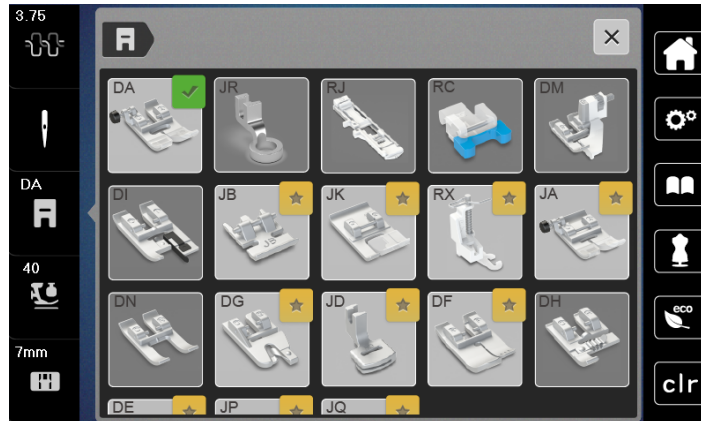 3.75
DA
JR
RJ
RC
DM
DA
DI
JB
JK
RX
JA
40
DN
DG
JD
DF
DH
eco
7mm
clr
DE
JP
JQ